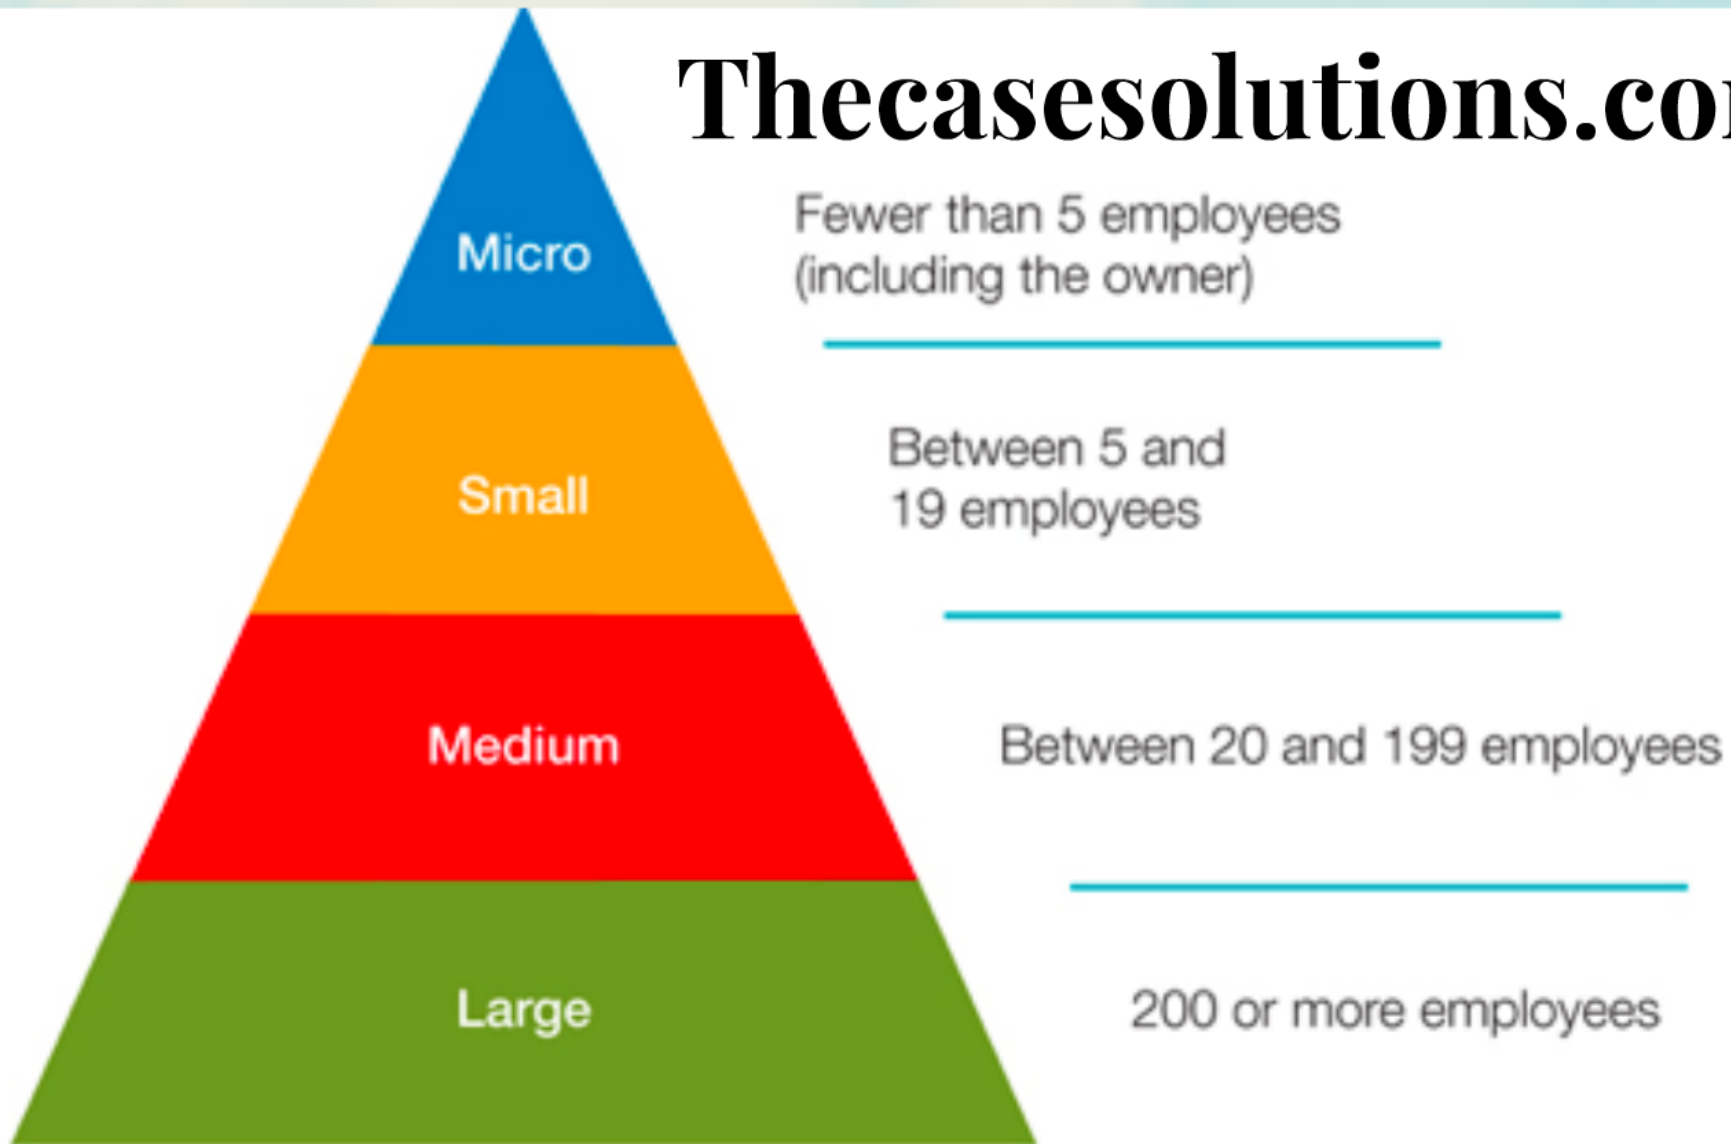 Thecasesolutions.co
Micro
Fewer than 5 employees
(including the owner)
Small
Between 5 and
19 employees
Medium
Between 20 and 199 employees
Large
200 or more employees